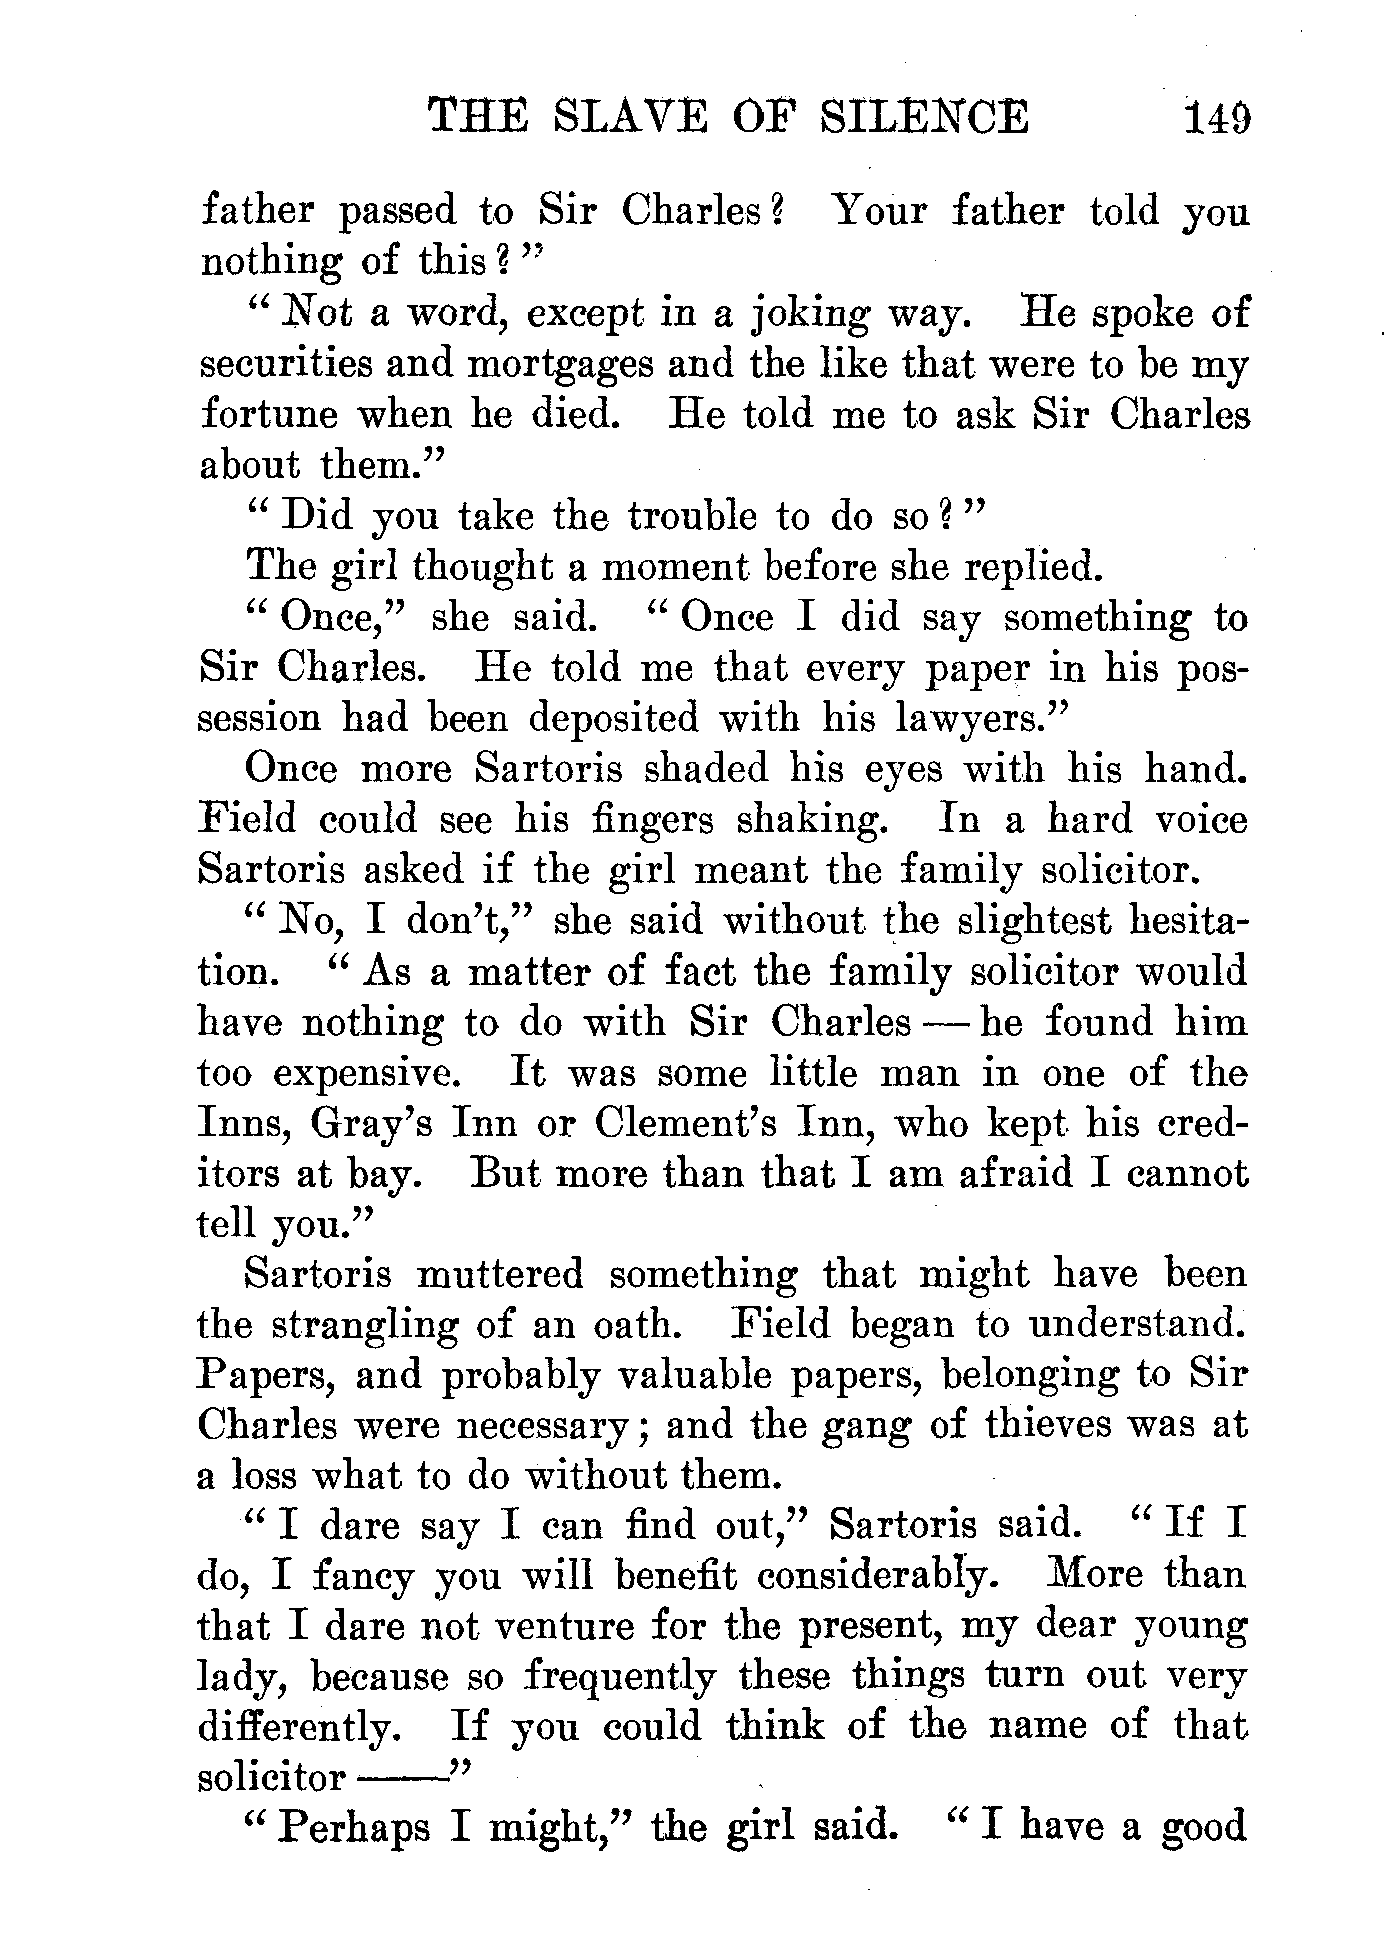 THE SLAVE OF SILENCE 149
father passed to Sir Charles? Your father told you
nothing of this?”
“Not a word, except in a joking way. He spoke of
securities and mortgages and the like that were to be my
fortune when he died. He told me to ask Sir Charles
about them.”
“Did you take the trouble to do so?”
The girl thought a moment before she replied.
“Once,” she said. “Once I did say something to
Sir Charles. He told me that every paper in his pos-
session had been deposited with his lawyers.”
Once more Sartoris shaded his eyes with his hand.
Field could see his fingers shaking. In a hard voice
Sartoris asked if the girl meant the family solicitor.
“No, I don’t,” she said without the slightest hesita-
tion. “As a matter of fact the family solicitor would
have nothing to do with Sir Charles — he found him
too expensive. It was some little man in one of the
Inns, Gray’s Inn or Clement’s Inn, who kept his cred-
itors at bay. But more than that I am afraid I cannot
tell you.”
Sartoris muttered something that might have been
the strangling of an oath. Field began to understand.
Papers, and probably valuable papers, belonging to Sir
Charles were necessary; and the gang of thieves was at
a loss what to do without them.
“I dare say I can find out,” Sartoris said. “If I
do, I fancy you will benefit considerably. More than
that I dare not venture for the present, my dear young
lady, because so frequently these things turn out very
differently. If you could think of the name of that
solicitor ——”
“Perhaps I might,” the girl said. “I have a good